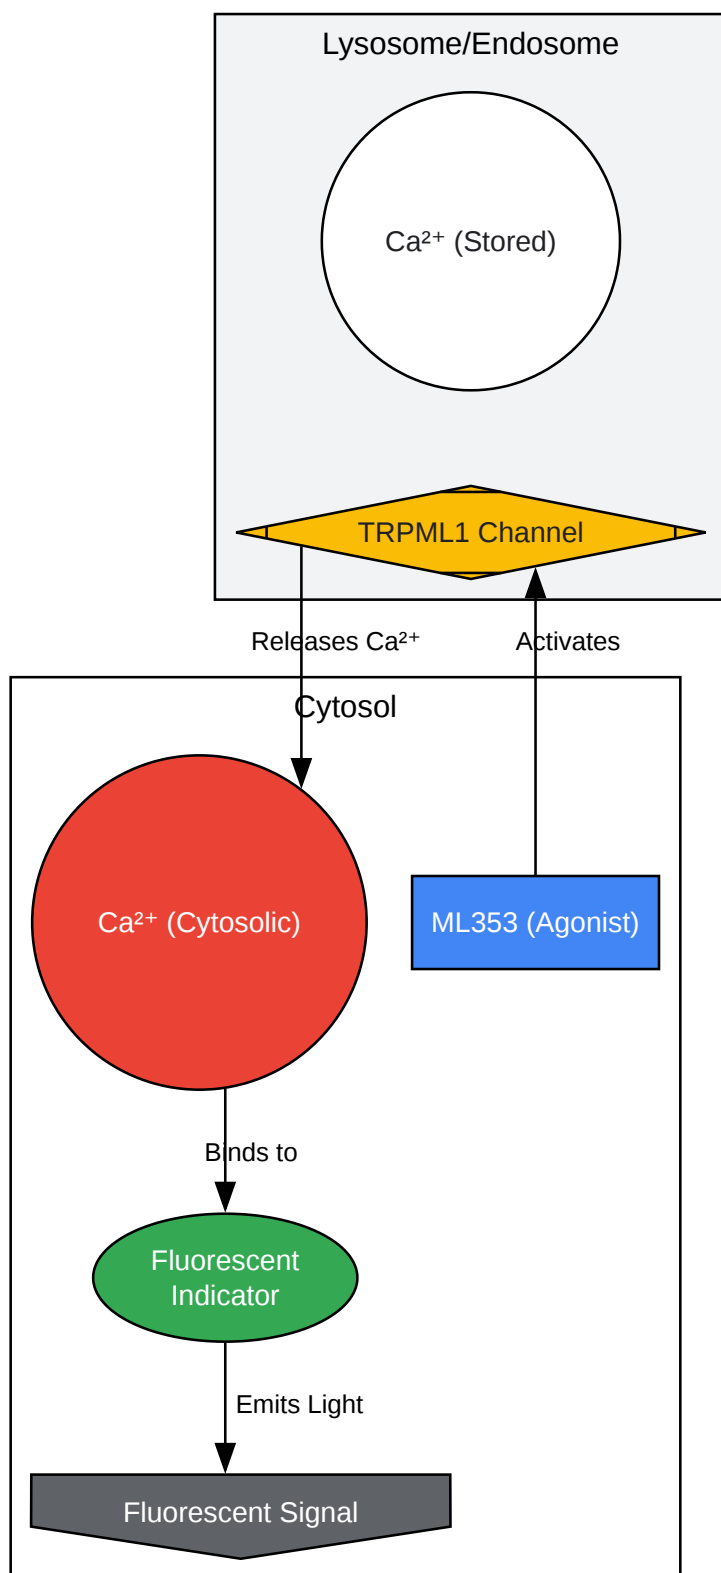 Lysosome/Endosome
Ca²⁺ (Stored)
TRPML1 Channel
Releases Ca²⁺
Activates
Cytosol
Ca²⁺ (Cytosolic)
ML353 (Agonist)
Binds to
Fluorescent
Indicator
Emits Light
Fluorescent Signal